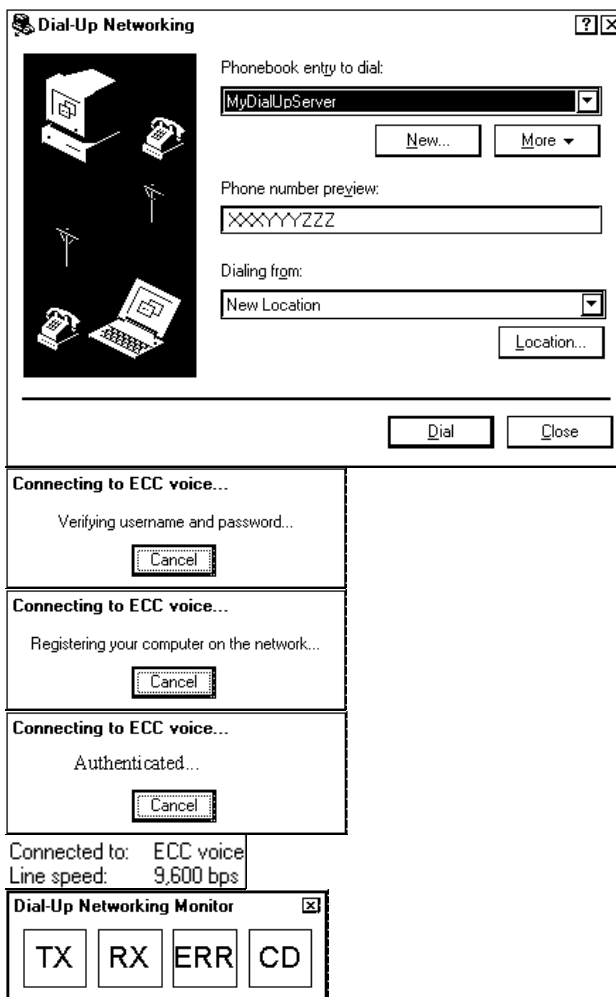 Dial-Up Networking
Phonebook entry to dial:
MyDialUpServer
New... More
Phone number preview:
XXXYYYZZZ
Dialing from:
New Location
Location...
Dial Close
Connecting to ECC voice...
Verifying username and password...
Cancel
Connecting to ECC voice...
Registering your computer on the network...
Cancel
Connecting to ECC voice...
Authenticated...
Cancel
Connected to: ECC voice
Line speed: 9,600 bps
Dial-Up Networking Monitor
TX RX ERR CD